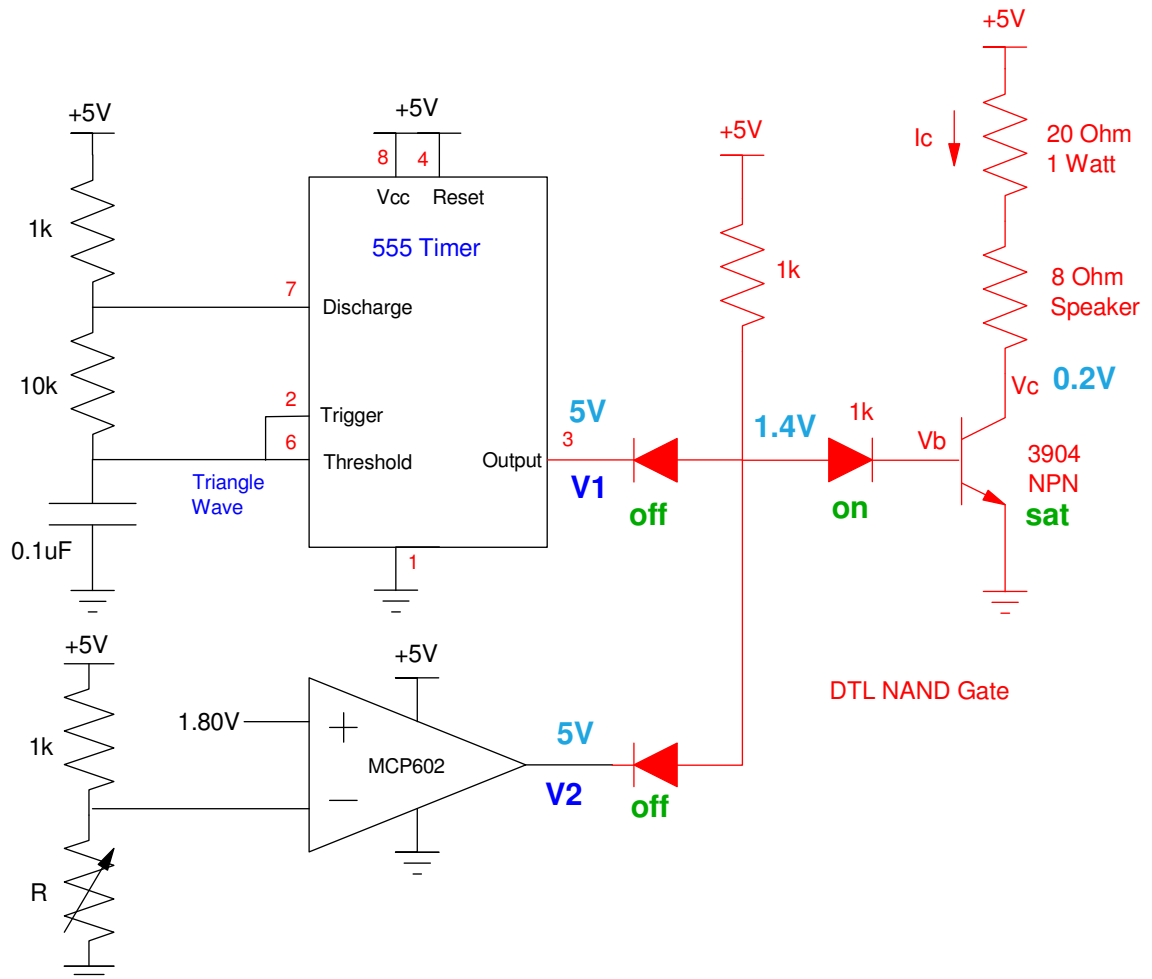 +5V
1k
10k
0.1uF
+5V
8
4
Vcc
Reset
555 Timer
7
Discharge
2
Trigger
6
Threshold
Triangle
Wave
Output
3
1
5V
V1
off
+5V
1k
1.4V
1k
on
Vb
+5V
Ic
20 Ohm
1 Watt
8 Ohm
Speaker
Vc
0.2V
3904
NPN
sat
+5V
1k
R
1.80V
+5V
+
MCP602
−
5V
V2
off
DTL NAND Gate